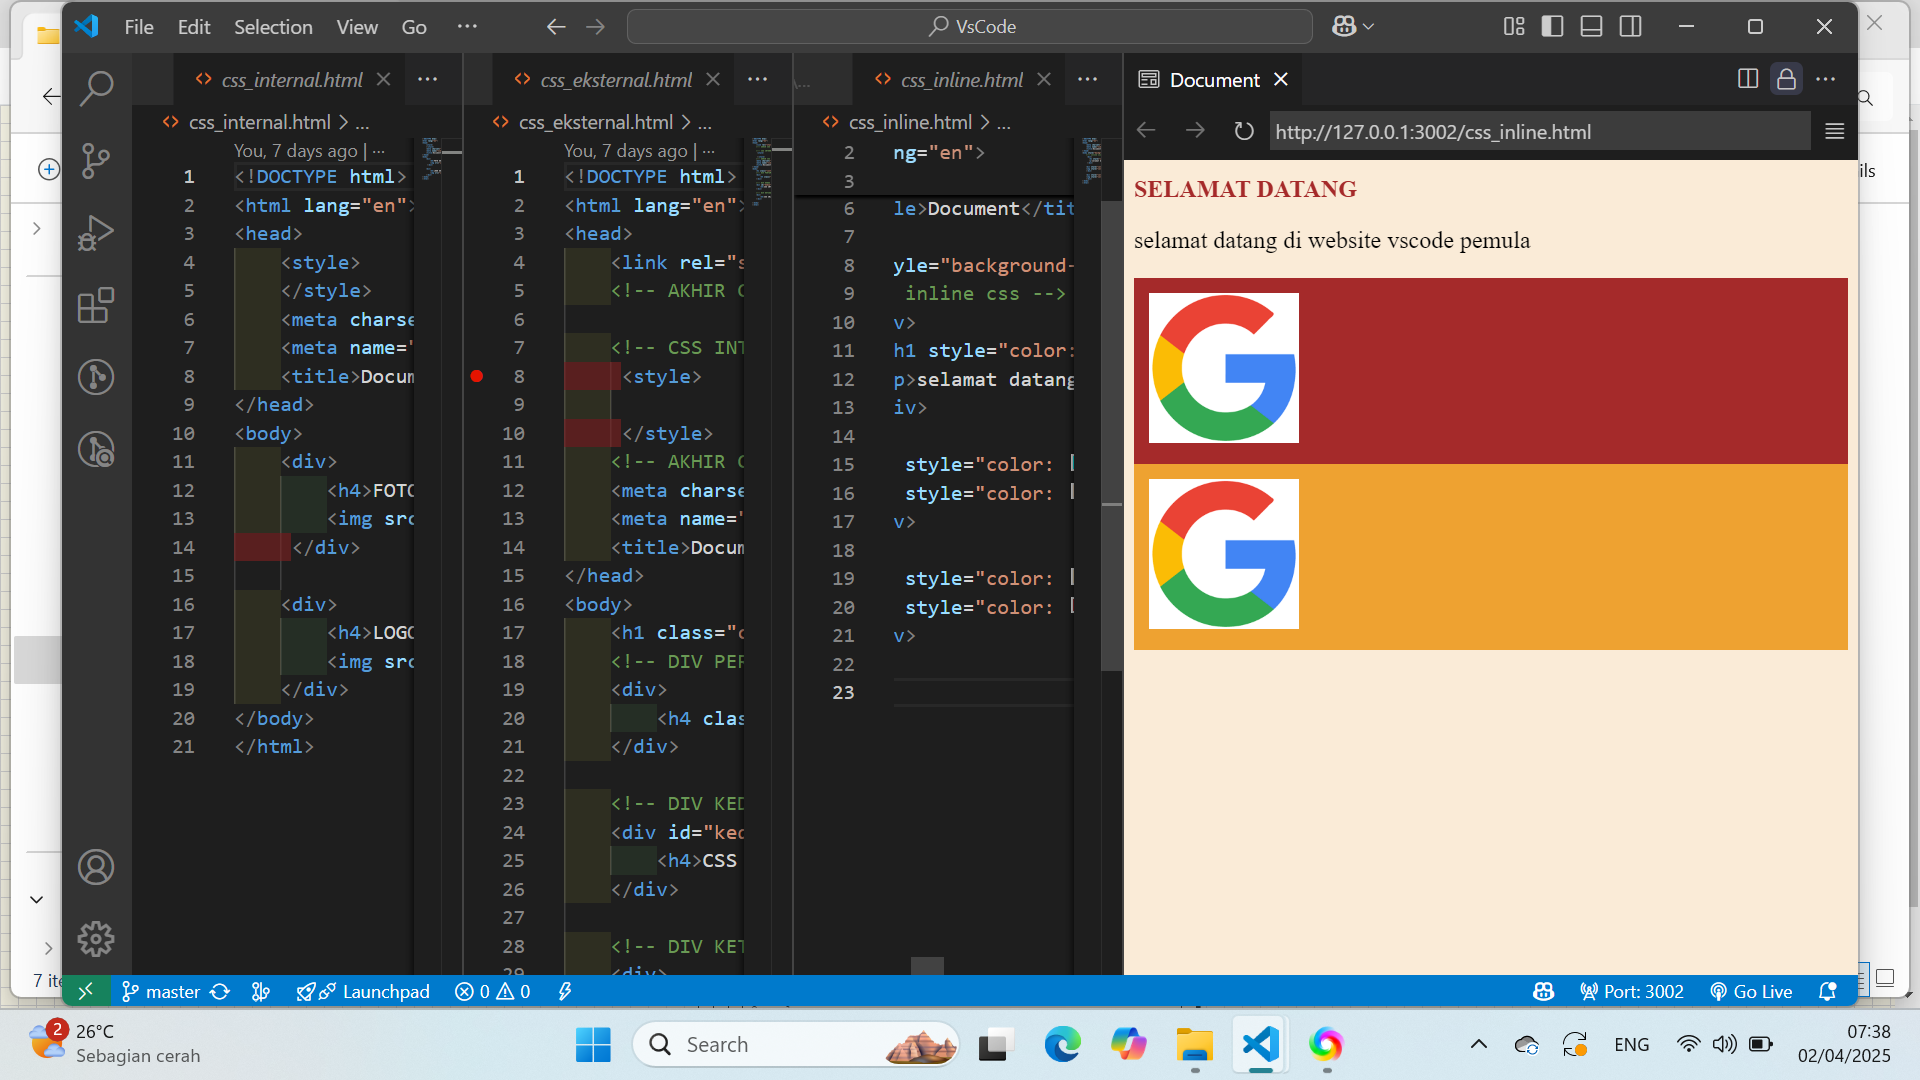 File Edit Selection View Go ··· VsCode
css_internal.html ··· css_eksternal.html ··· css_inline.html ··· Document
css_internal.html > ...
You, 7 days ago | ···
1 <!DOCTYPE html>
2 <html lang="en">
3 <head>
4 <style>
5 </style>
6 <meta charse
7 <meta name="
8 <title>Docum
9 </head>
10 <body>
11 <div>
12 <h4>FOTO
13 <img src
14 </div>
15
16 <div>
17 <h4>LOGO
18 <img src
19 </div>
20 </body>
21 </html>
css_eksternal.html > ...
You, 7 days ago | ···
1 <!DOCTYPE html>
2 <html lang="en">
3 <head>
4 <link rel="s
5 <!-- AKHIR C
6
7 <!-- CSS INT
8 <style>
9
10 </style>
11 <!-- AKHIR C
12 <meta charse
13 <meta name="
14 <title>Docum
15 </head>
16 <body>
17 <h1 class="c
18 <!-- DIV PER
19 <div>
20 <h4 clas
21 </div>
22
23 <!-- DIV KED
24 <div id="ked
25 <h4>CSS
26 </div>
27
28 <!-- DIV KET
29 <div>
css_inline.html > ...
2 ng="en">
3
6 le>Document</tit
7
8 yle="background-
9 inline css -->
10 v>
11 h1 style="color:
12 p>selamat datang
13 iv>
14
15 style="color:
16 style="color:
17 v>
18
19 style="color:
20 style="color:
21 v>
22
23
http://127.0.0.1:3002/css_inline.html
SELAMAT DATANG
selamat datang di website vscode pemula
ils
7 ite
master Launchpad 0 0 Port: 3002 Go Live
2
26°C
Sebagian cerah
Search
ENG
07:38
02/04/2025